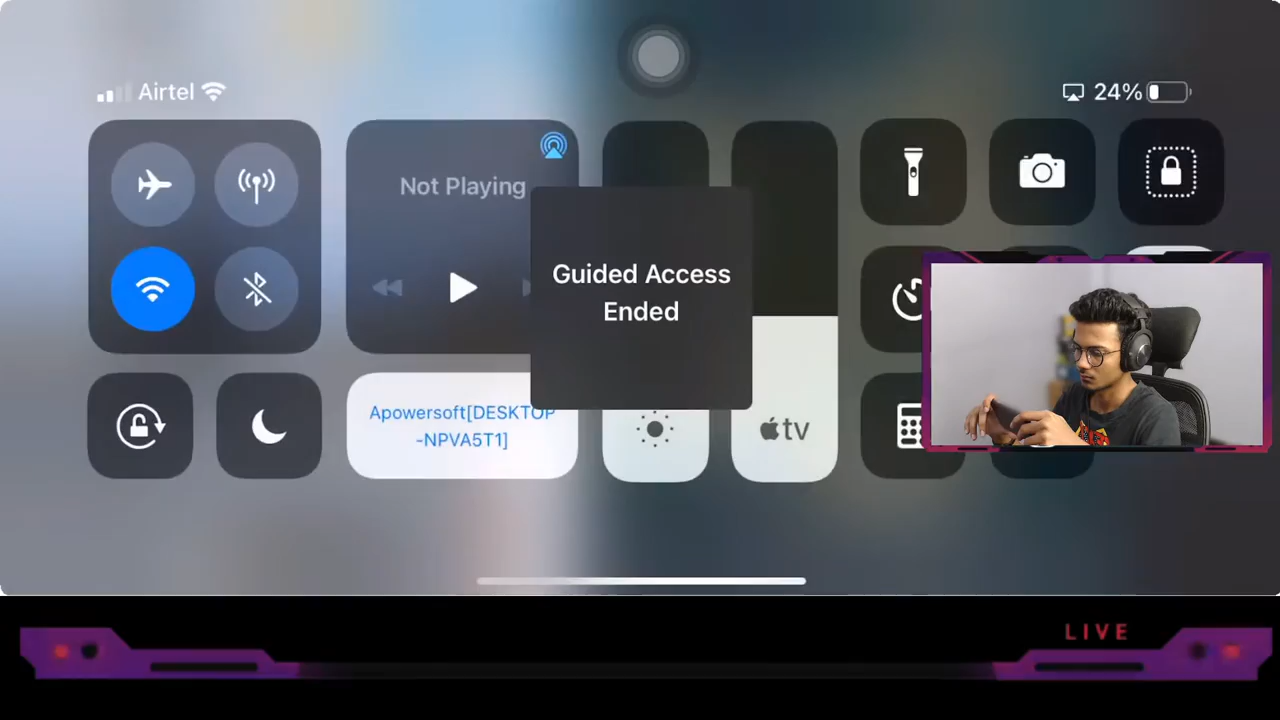 Airtel
24%
Not Playing
Guided Access
Ended
Apowersoft[DESKTOP
-NPVA5T1]
tv
LIVE